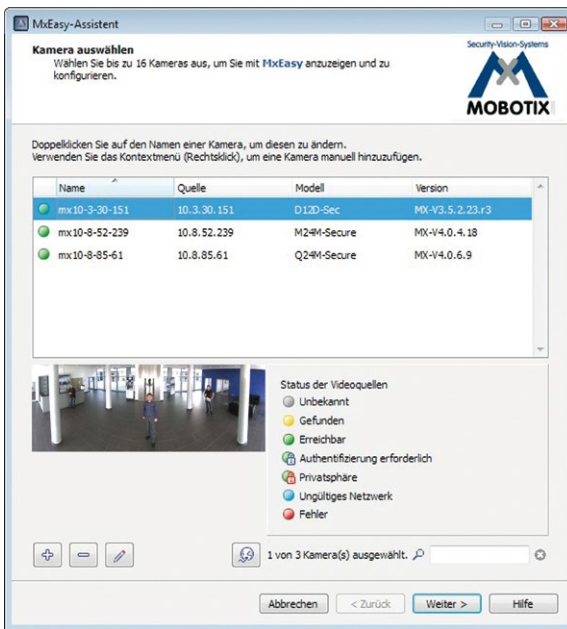 MxEasy-Assistent
Kamera auswählen
Wählen Sie bis zu 16 Kameras aus, um Sie mit MxEasy anzuzeigen und zu
konfigurieren.
Security-Vision-Systems
MOBOTIX
Doppelklicken Sie auf den Namen einer Kamera, um diesen zu ändern.
Verwenden Sie das Kontextmenü (Rechtsklick), um eine Kamera manuell hinzuzufügen.
Name Quelle Modell Version
mx10-3-30-151 10.3.30.151 D12D-Sec MX-V3.5.2.23.r3
mx10-8-52-239 10.8.52.239 M24M-Secure MX-V4.0.4.18
mx10-8-85-61 10.8.85.61 Q24M-Secure MX-V4.0.6.9
Status der Videoquellen
Unbekannt
Gefunden
Erreichbar
Authentifizierung erforderlich
Privatsphäre
Ungültiges Netzwerk
Fehler
1 von 3 Kamera(s) ausgewählt.
Abbrechen < Zurück Weiter > Hilfe